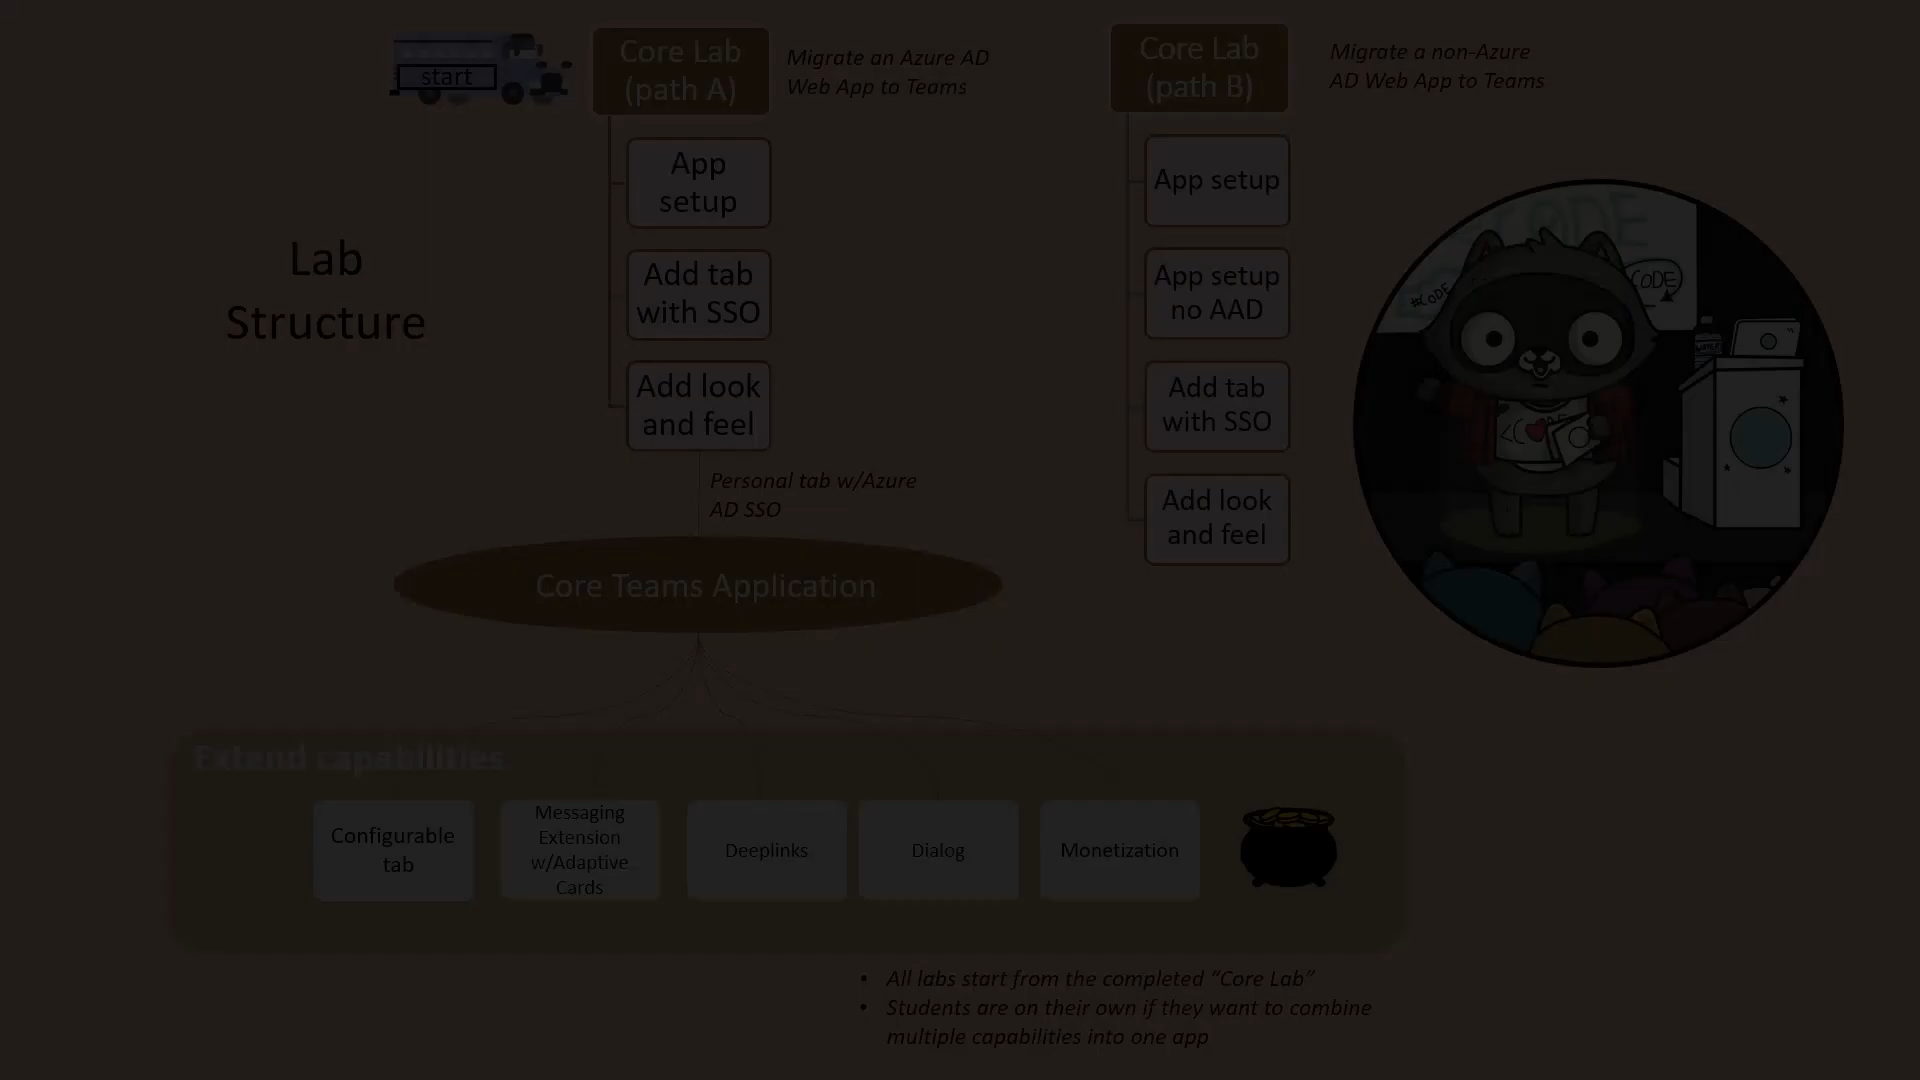 start
Core Lab
(path A)
Migrate an Azure AD
Web App to Teams
App
setup
Add tab
with SSO
Add look
and feel
Personal tab w/Azure
AD SSO
Core Lab
(path B)
Migrate a non-Azure
AD Web App to Teams
App setup
App setup
no AAD
Add tab
with SSO
Add look
and feel
Lab
Structure
CODE
#CODE
CODE
Core Teams Application
Extend capabilities
Configurable
tab
Messaging
Extension
w/Adaptive
Cards
Deeplinks
Dialog
Monetization
• All labs start from the completed “Core Lab”
• Students are on their own if they want to combine
multiple capabilities into one app